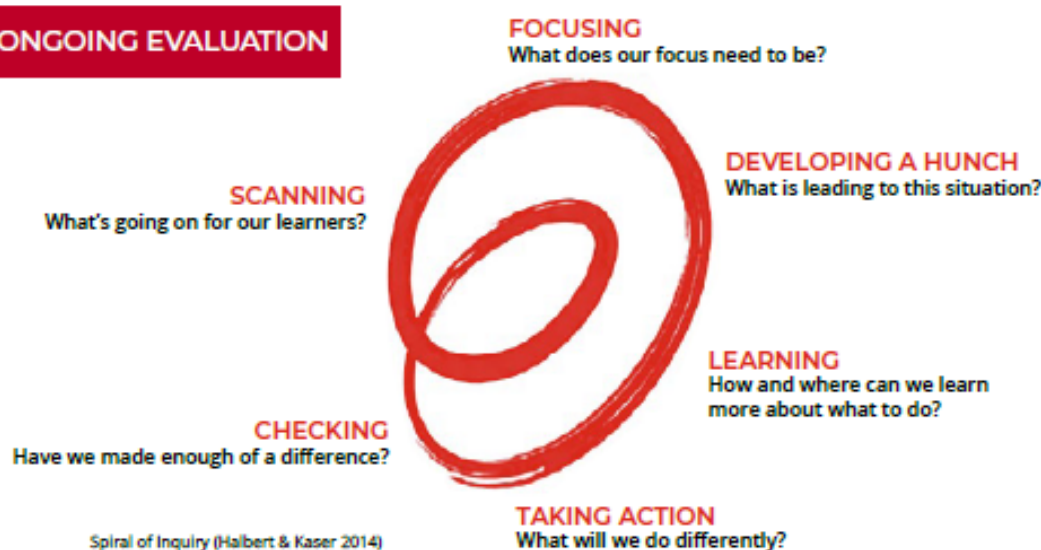 ONGOING EVALUATION
FOCUSING
What does our focus need to be?
DEVELOPING A HUNCH
What is leading to this situation?
SCANNING
What's going on for our learners?
LEARNING
How and where can we learn
more about what to do?
CHECKING
Have we made enough of a difference?
TAKING ACTION
What will we do differently?
Spiral of Inquiry (Halbert & Kaser 2014)